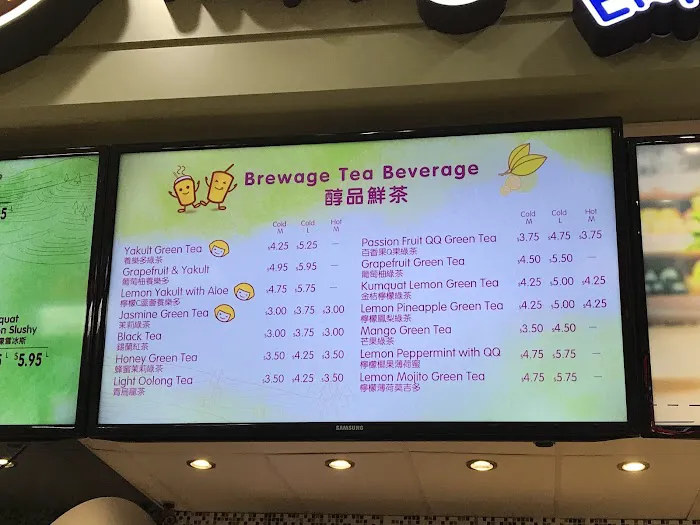 Brewage Tea Beverage
醇品鮮茶
Cold M Cold L Hot M
Yakult Green Tea $4.25 $5.25 —
養樂多綠茶
Grapefruit & Yakult $4.95 $5.95 —
葡萄柚養樂多
Lemon Yakult with Aloe $4.75 $5.75 —
檸檬C蘆薈養樂多
Jasmine Green Tea $3.00 $3.75 $3.00
茉莉綠茶
Black Tea $3.00 $3.75 $3.00
錫蘭紅茶
Honey Green Tea $3.50 $4.25 $3.50
蜂蜜茉莉綠茶
Light Oolong Tea $3.50 $4.25 $3.50
青烏龍茶
Cold M Cold L Hot M
Passion Fruit QQ Green Tea $3.75 $4.75 $3.75
百香果Q果綠茶
Grapefruit Green Tea $4.50 $5.50 —
葡萄柚綠茶
Kumquat Lemon Green Tea $4.25 $5.00 $4.25
金桔檸檬綠茶
Lemon Pineapple Green Tea $4.25 $5.00 $4.25
檸檬鳳梨綠茶
Mango Green Tea $3.50 $4.50 —
芒果綠茶
Lemon Peppermint with QQ $4.75 $5.75 —
檸檬椰果薄荷蜜
Lemon Mojito Green Tea $4.75 $5.75 —
檸檬薄荷莫吉多
quat
n Slushy
L $5.95 L
SAMSUNG